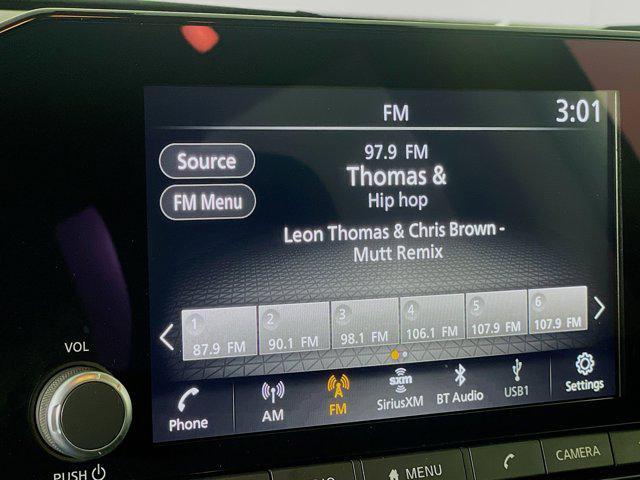 FM
3:01
Source
97.9 FM
Thomas &
FM Menu
Hip hop
Leon Thomas & Chris Brown -
Mutt Remix
1
87.9 FM
2
90.1 FM
3
98.1 FM
4
106.1 FM
5
107.9 FM
6
107.9 FM
VOL
Phone
AM
FM
sxm
SiriusXM
BT Audio
USB1
Settings
PUSH
MENU
CAMERA